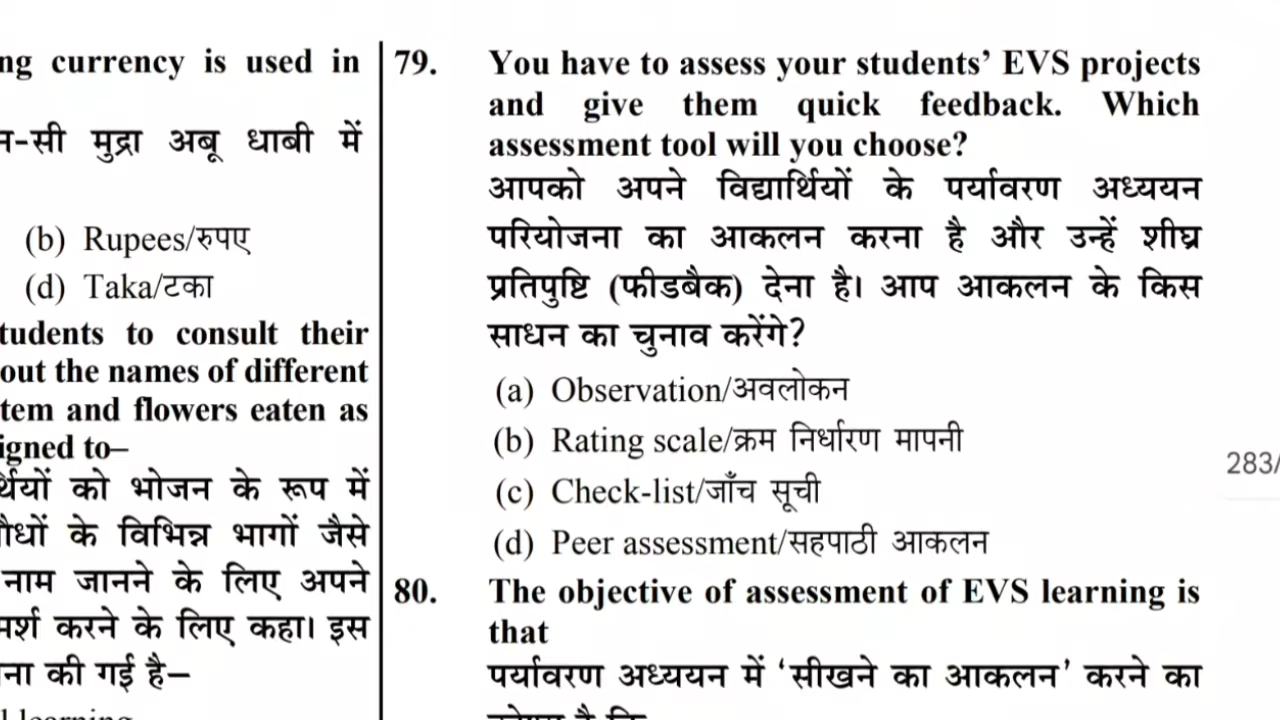 ng currency is used in
न-सी मुद्रा अबू धाबी में
(b) Rupees/रुपए
(d) Taka/टका
tudents to consult their
out the names of different
tem and flowers eaten as
igned to–
र्थियों को भोजन के रूप में
पौधों के विभिन्न भागों जैसे
नाम जानने के लिए अपने
मर्श करने के लिए कहा। इस
ना की गई है–
79. You have to assess your students’ EVS projects
and give them quick feedback. Which
assessment tool will you choose?
आपको अपने विद्यार्थियों के पर्यावरण अध्ययन
परियोजना का आकलन करना है और उन्हें शीघ्र
प्रतिपुष्टि (फीडबैक) देना है। आप आकलन के किस
साधन का चुनाव करेंगे?
(a) Observation/अवलोकन
(b) Rating scale/क्रम निर्धारण मापनी
(c) Check-list/जाँच सूची
(d) Peer assessment/सहपाठी आकलन
80. The objective of assessment of EVS learning is
that
पर्यावरण अध्ययन में ‘सीखने का आकलन’ करने का
283/